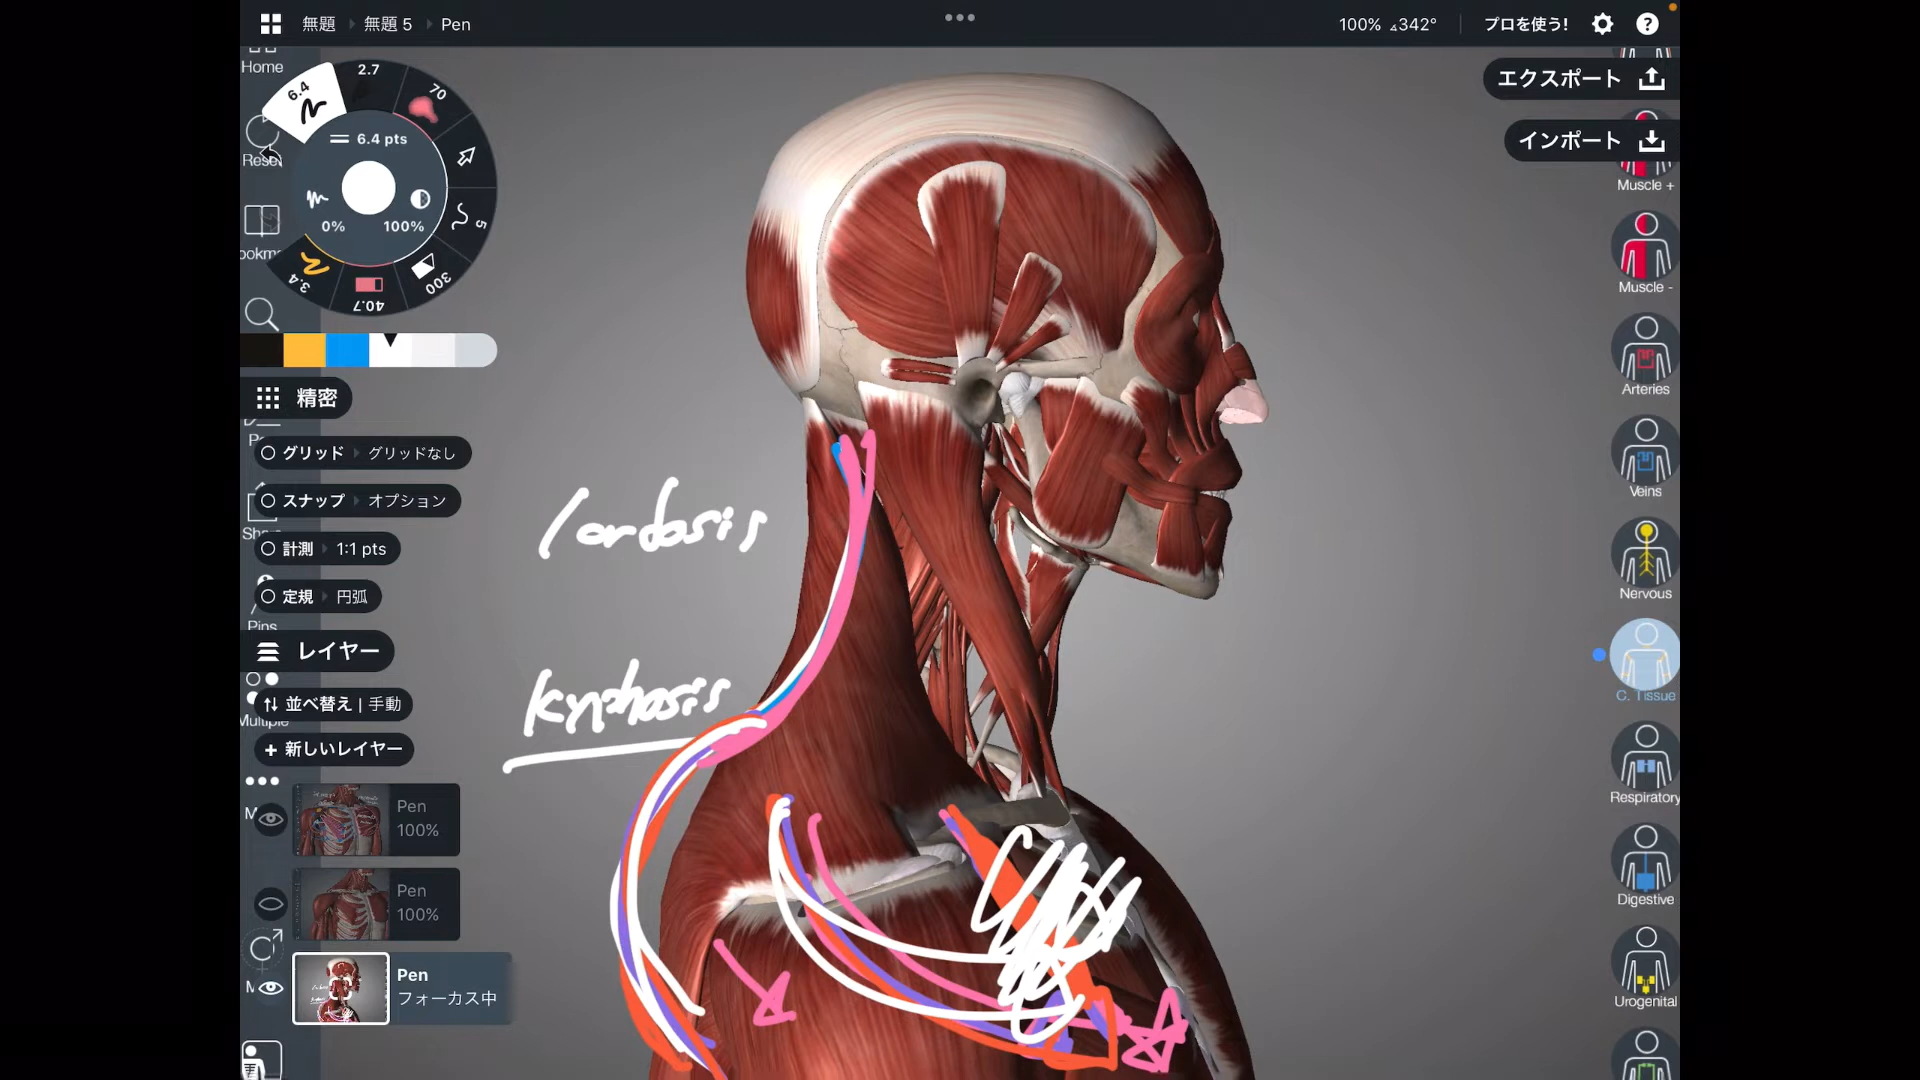 無題 無題 5 Pen
100% ⊿342° プロを使う!
エクスポート
インポート
Home
2.7
70
6.4
6.4 pts
0% 100%
5
300
40.7
3.4
Reset
精密
グリッド グリッドなし
スナップ オプション
計測 1:1 pts
定規 円弧
Pins
レイヤー
並べ替え | 手動
Multiple
+ 新しいレイヤー
Pen
100%
Pen
100%
Pen
フォーカス中
lordosis
kyphosis
Muscle +
Muscle -
Arteries
Veins
Nervous
C. Tissue
Respiratory
Digestive
Urogenital